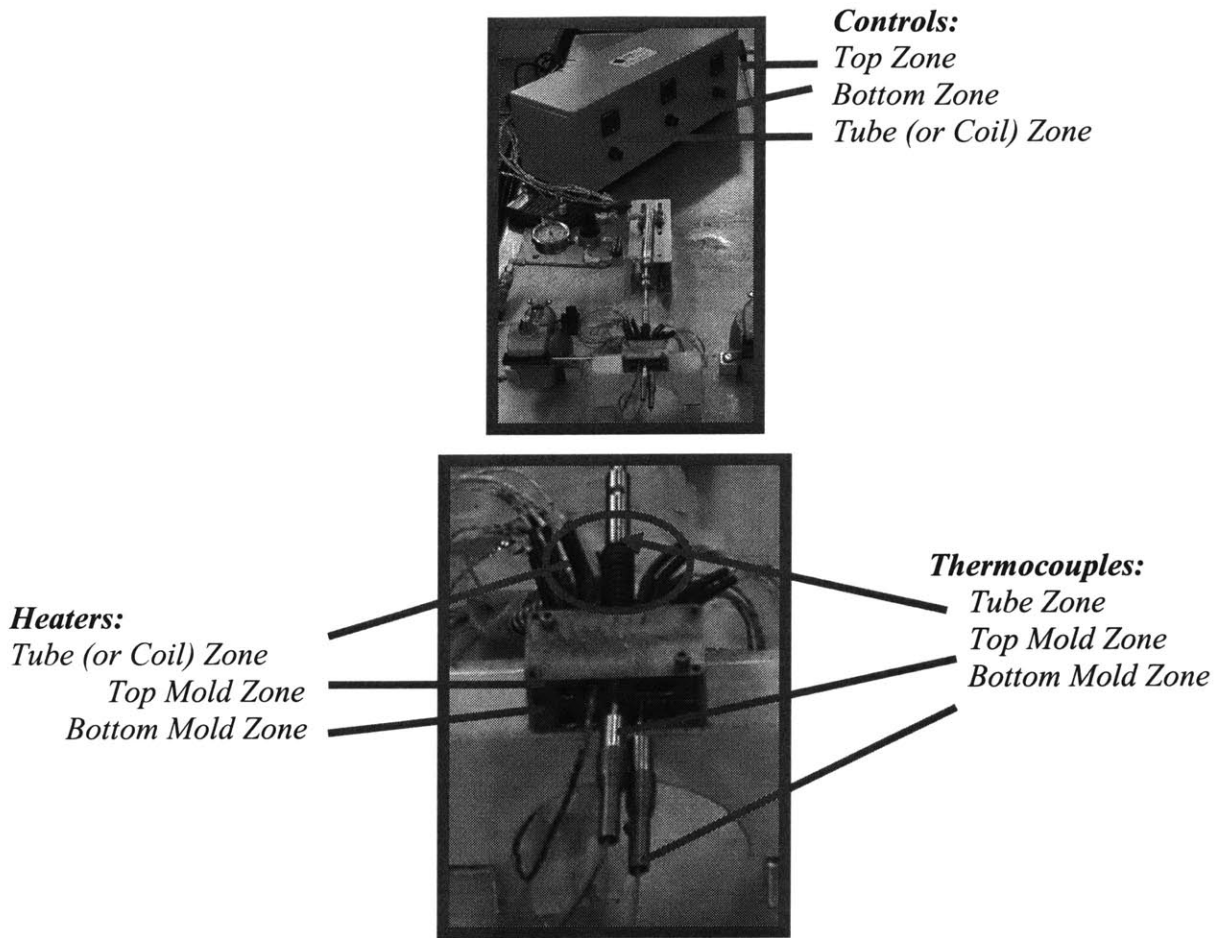 Controls:
Top Zone
Bottom Zone
Tube (or Coil) Zone
Thermocouples:
Tube Zone
Top Mold Zone
Bottom Mold Zone
Heaters:
Tube (or Coil) Zone
Top Mold Zone
Bottom Mold Zone